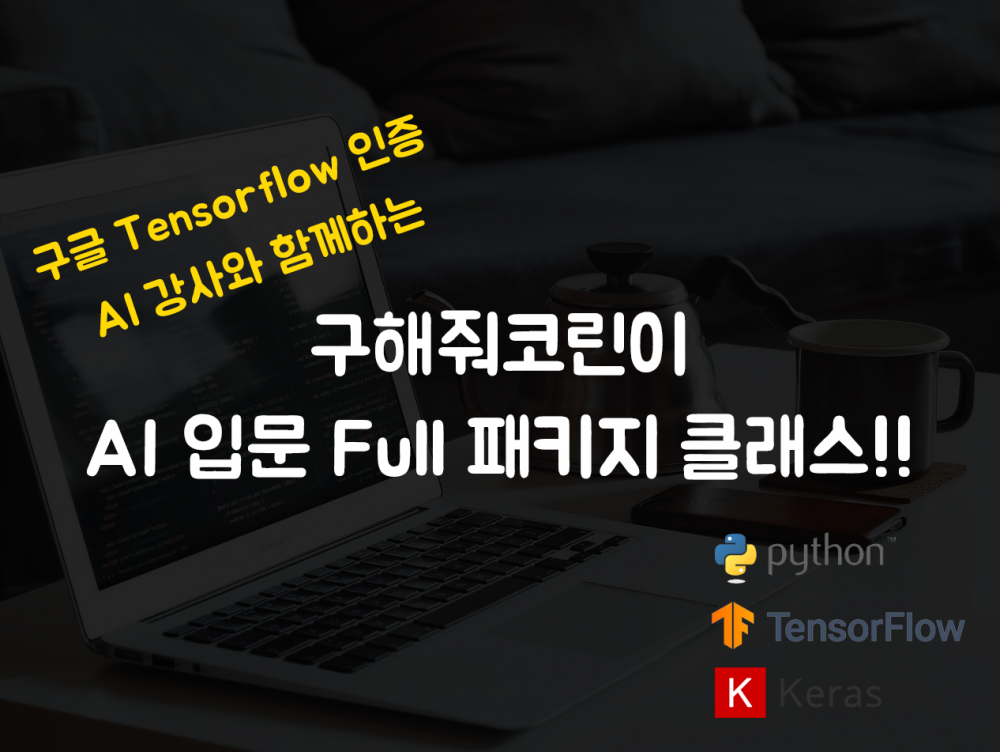 구글 Tensorflow 인증
AI 강사와 함께하는
구해줘코린이
AI 입문 Full 패키지 클래스!!
python™
TensorFlow
K Keras